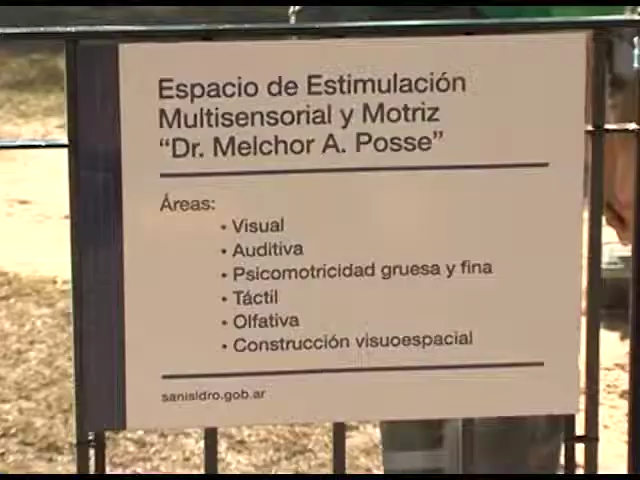 Espacio de Estimulación
Multisensorial y Motriz
“Dr. Melchor A. Posse”
Áreas:
• Visual
• Auditiva
• Psicomotricidad gruesa y fina
• Táctil
• Olfativa
• Construcción visuoespacial
sanisidro.gob.ar